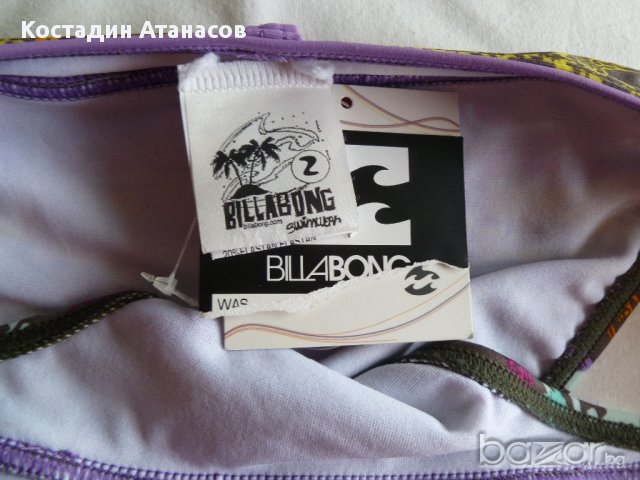 Костадин Атанасов
2
BILLABONG
billabong.com
SWIMWEAR
20% ELASTAN ELASTAN
BILLABONG
WAS
bazar.bg